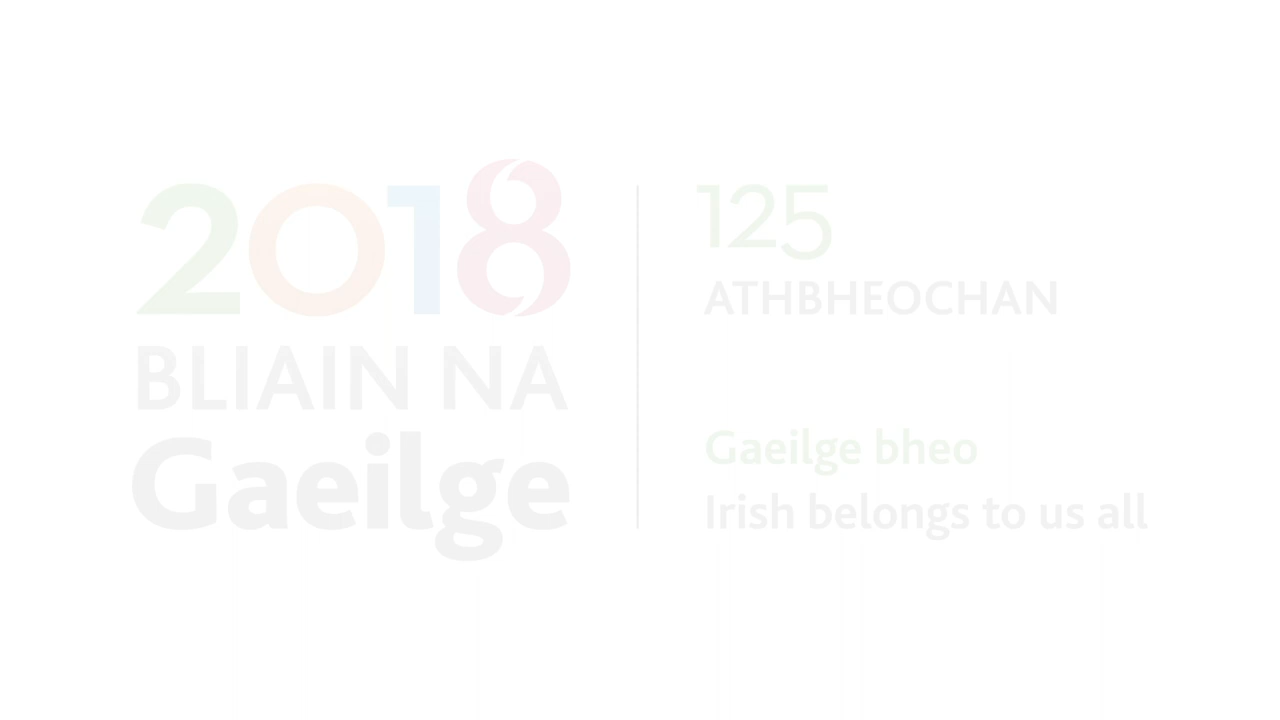 2018
BLIAIN NA
Gaeilge
125
ATHBHEOCHAN
Gaeilge bheo
Irish belongs to us all